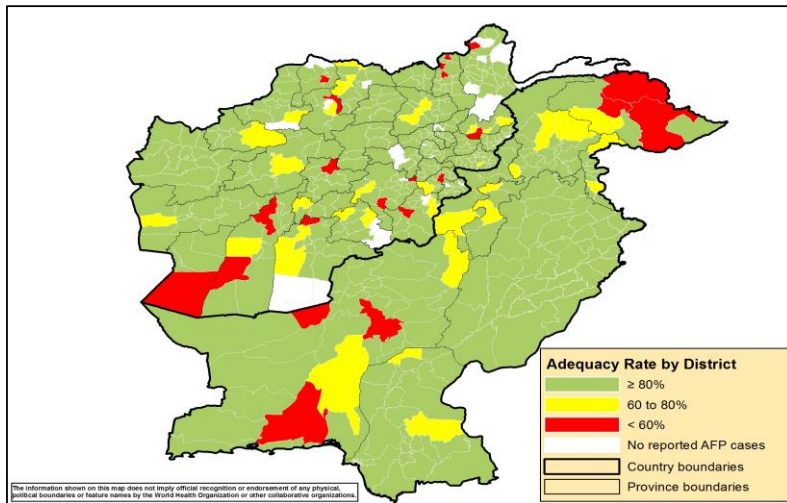 Adequacy Rate by District
≥ 80%
60 to 80%
< 60%
No reported AFP cases
Country boundaries
Province boundaries
The information shown on this map does not imply official recognition or endorsement of any physical,
political boundaries or feature names by the World Health Organization or other collaborative organizations.